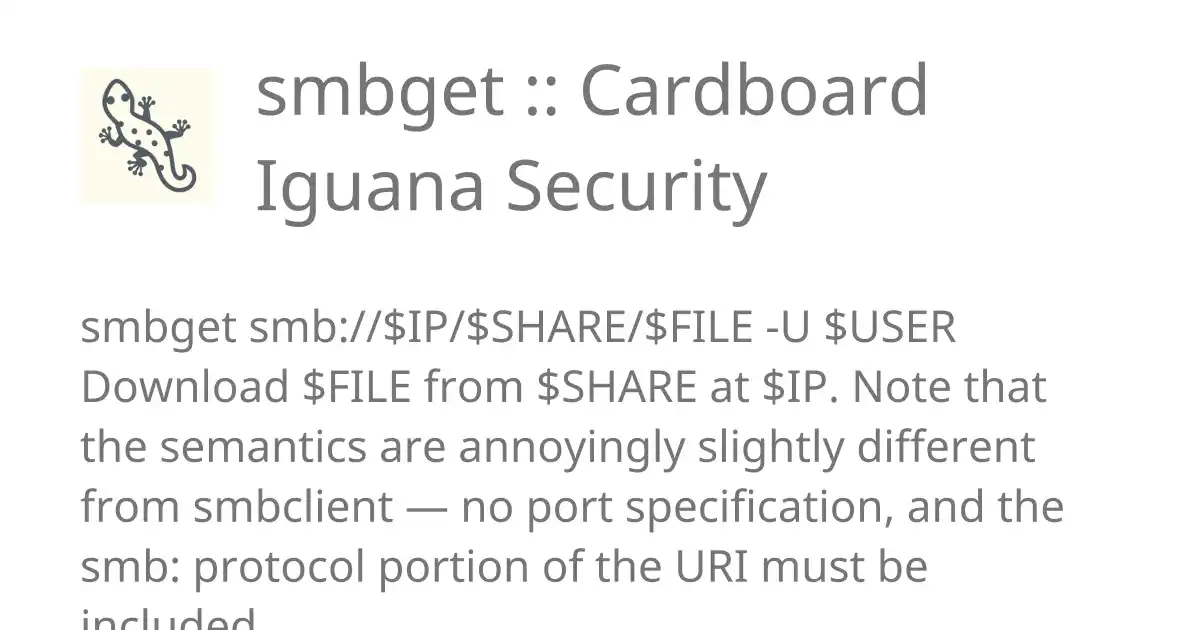 smbget :: Cardboard
Iguana Security
smbget smb://$IP/$SHARE/$FILE -U $USER
Download $FILE from $SHARE at $IP. Note that
the semantics are annoyingly slightly different
from smbclient — no port specification, and the
smb: protocol portion of the URI must be
included